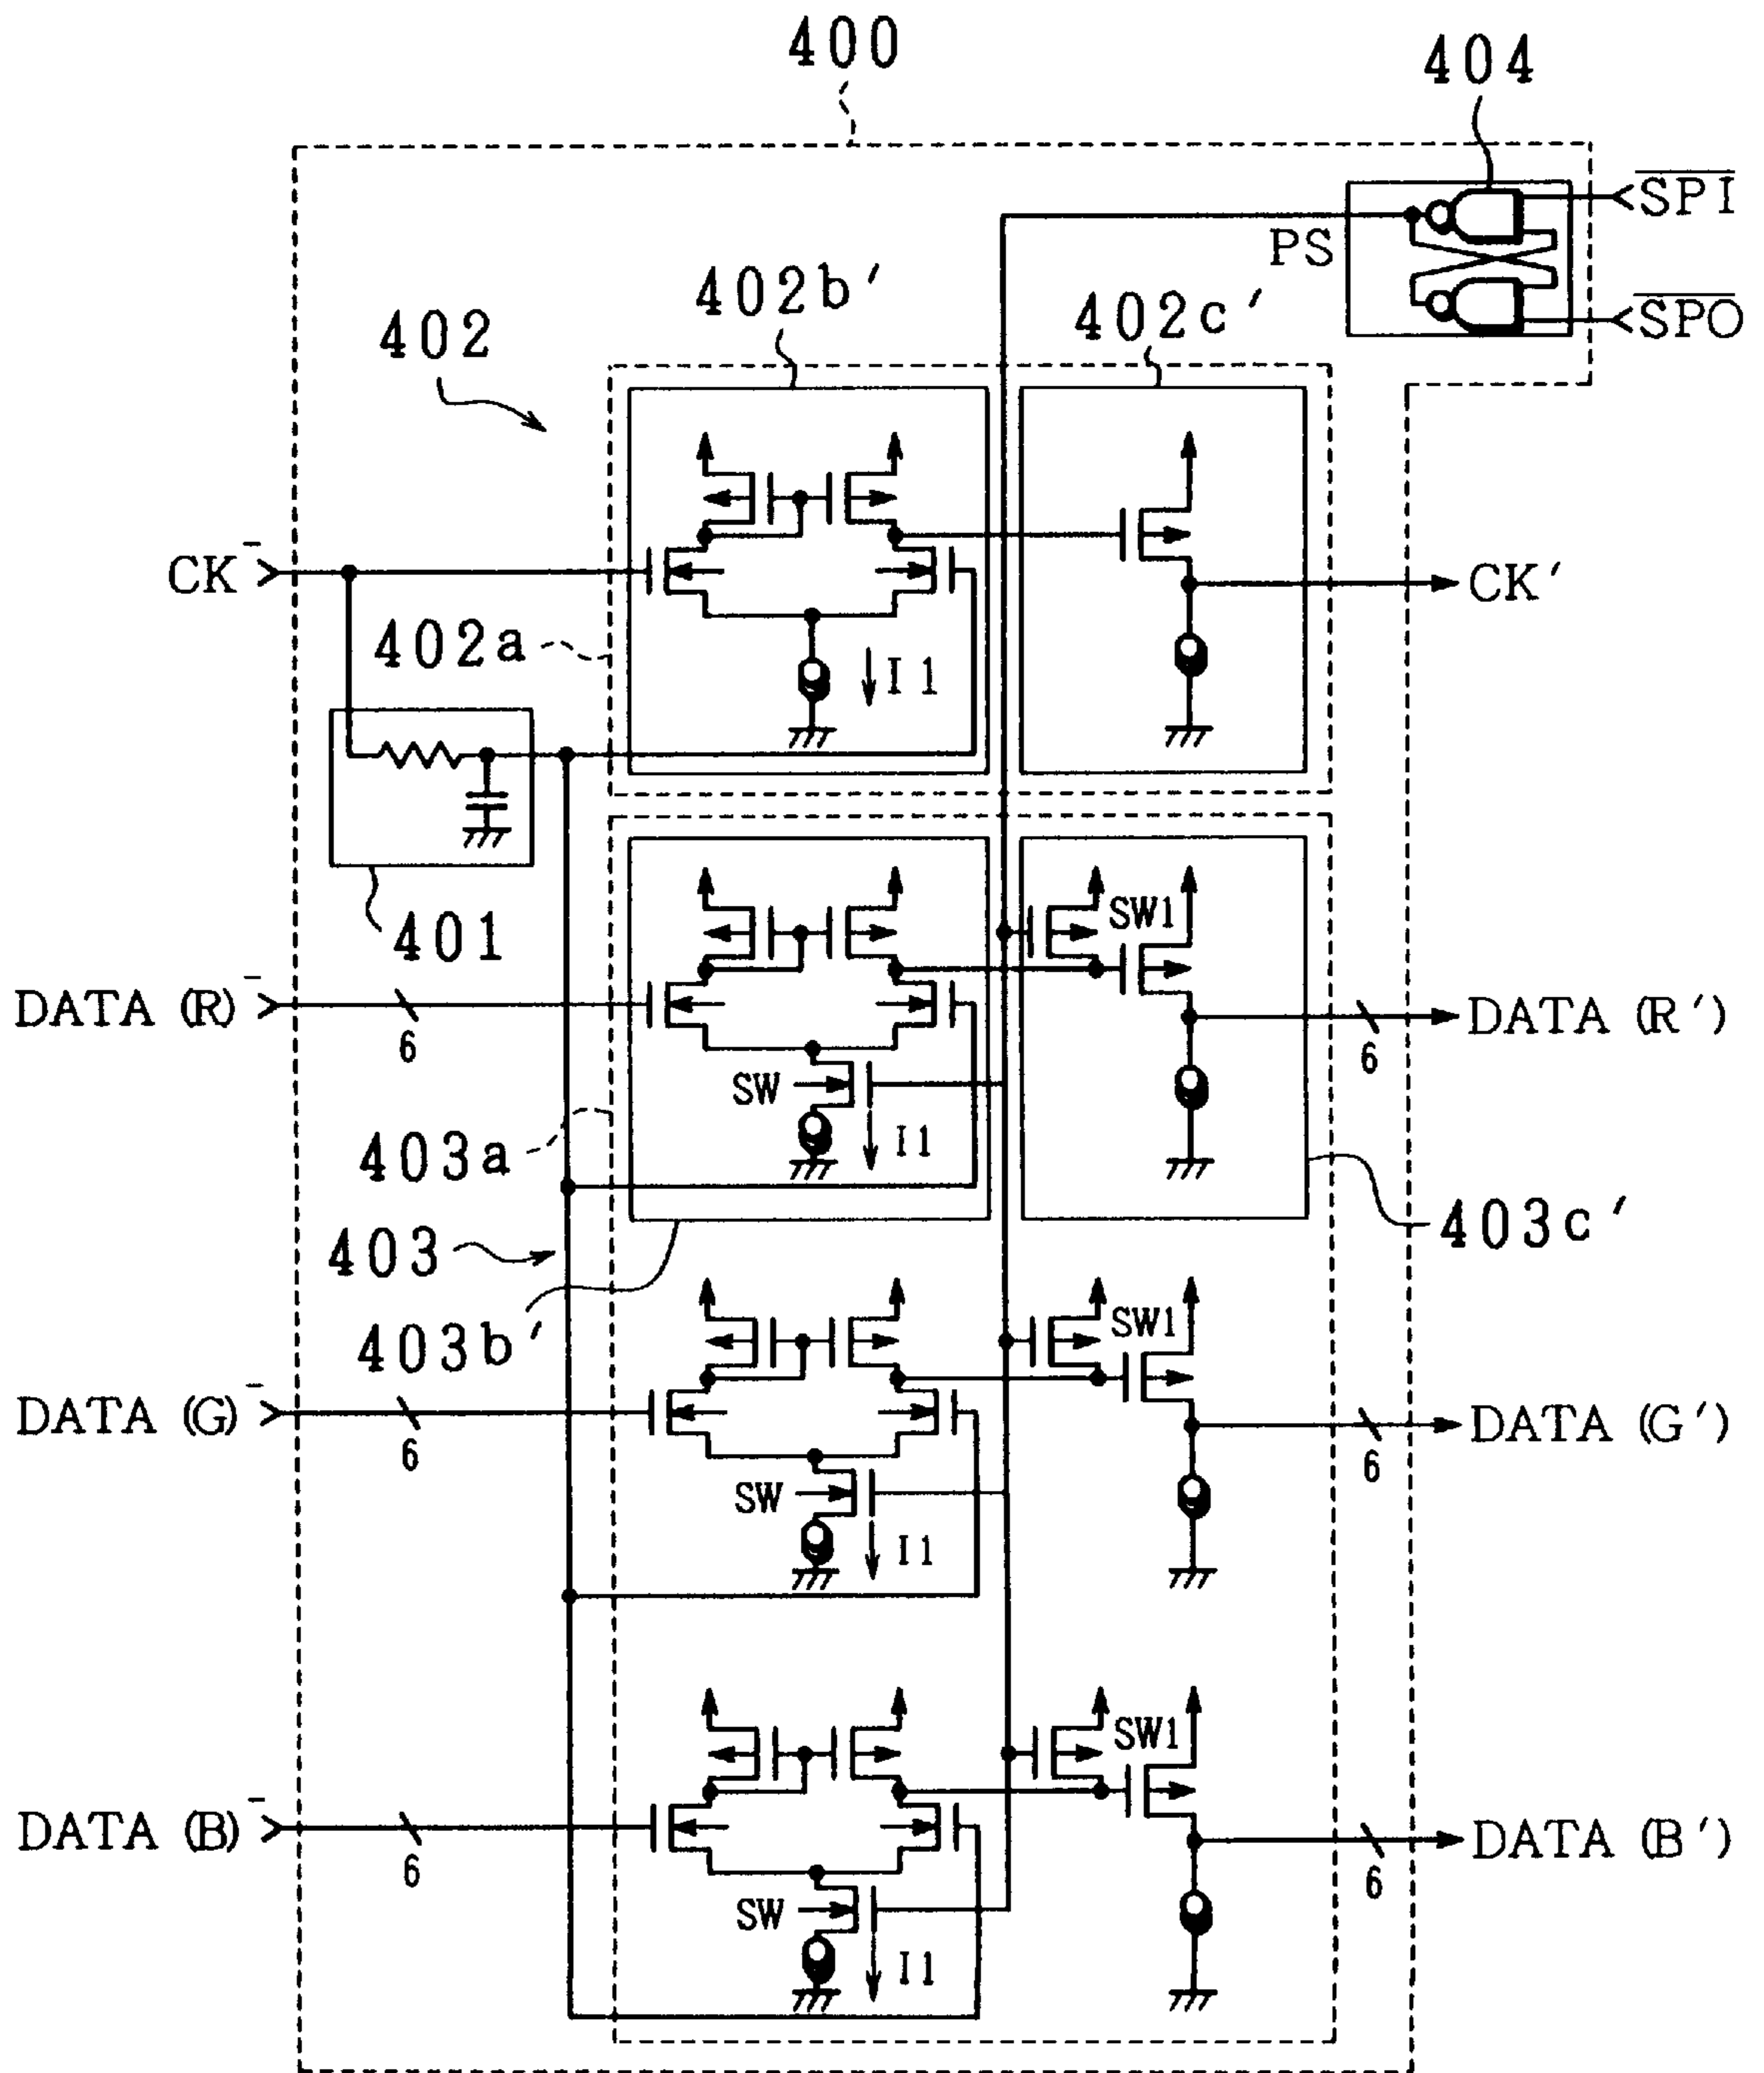 400
404
SPI
PS
SPO
402b'
402c'
402
CK
CK'
402a
I1
401
SW1
DATA (R)
6
DATA (R')
6
SW
I1
403a
403c'
403
403b'
SW1
DATA (G)
6
DATA (G')
6
SW
I1
SW1
DATA (B)
6
DATA (B')
6
SW
I1